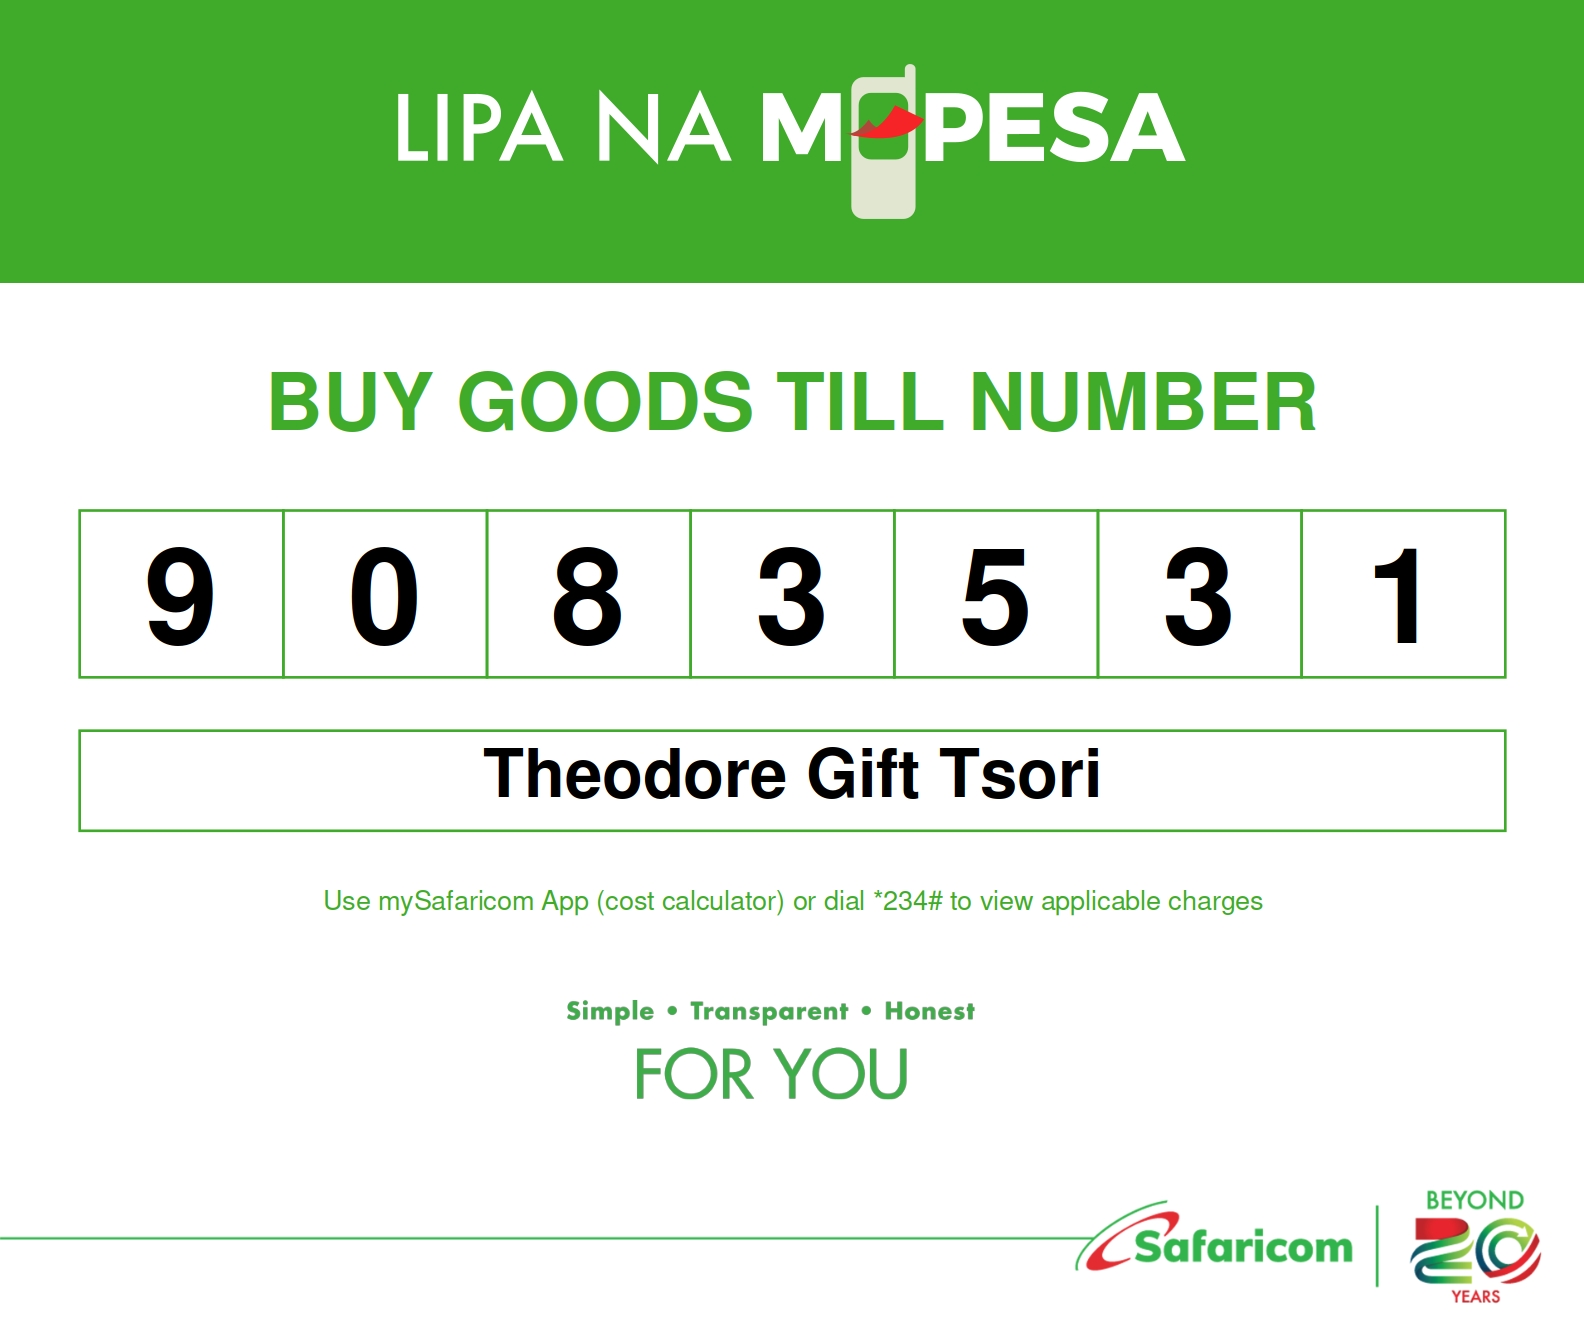 LIPA NA M PESA
BUY GOODS TILL NUMBER
9 0 8 3 5 3 1
Theodore Gift Tsori
Use mySafaricom App (cost calculator) or dial *234# to view applicable charges
Simple • Transparent • Honest
FOR YOU
Safaricom
BEYOND
20
YEARS